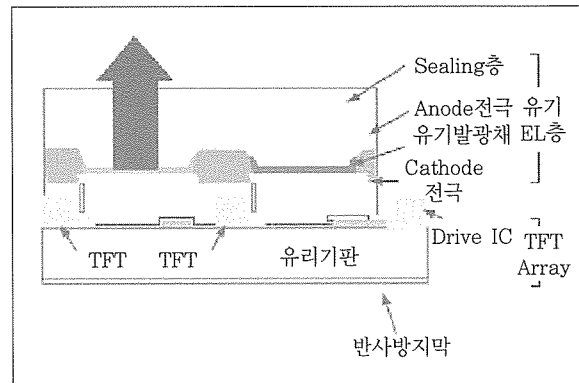 Sealing층
Anode전극 유기
유기발광채 EL층
Cathode
전극
Drive IC TFT
Array
TFT TFT 유리기판
반사방지막